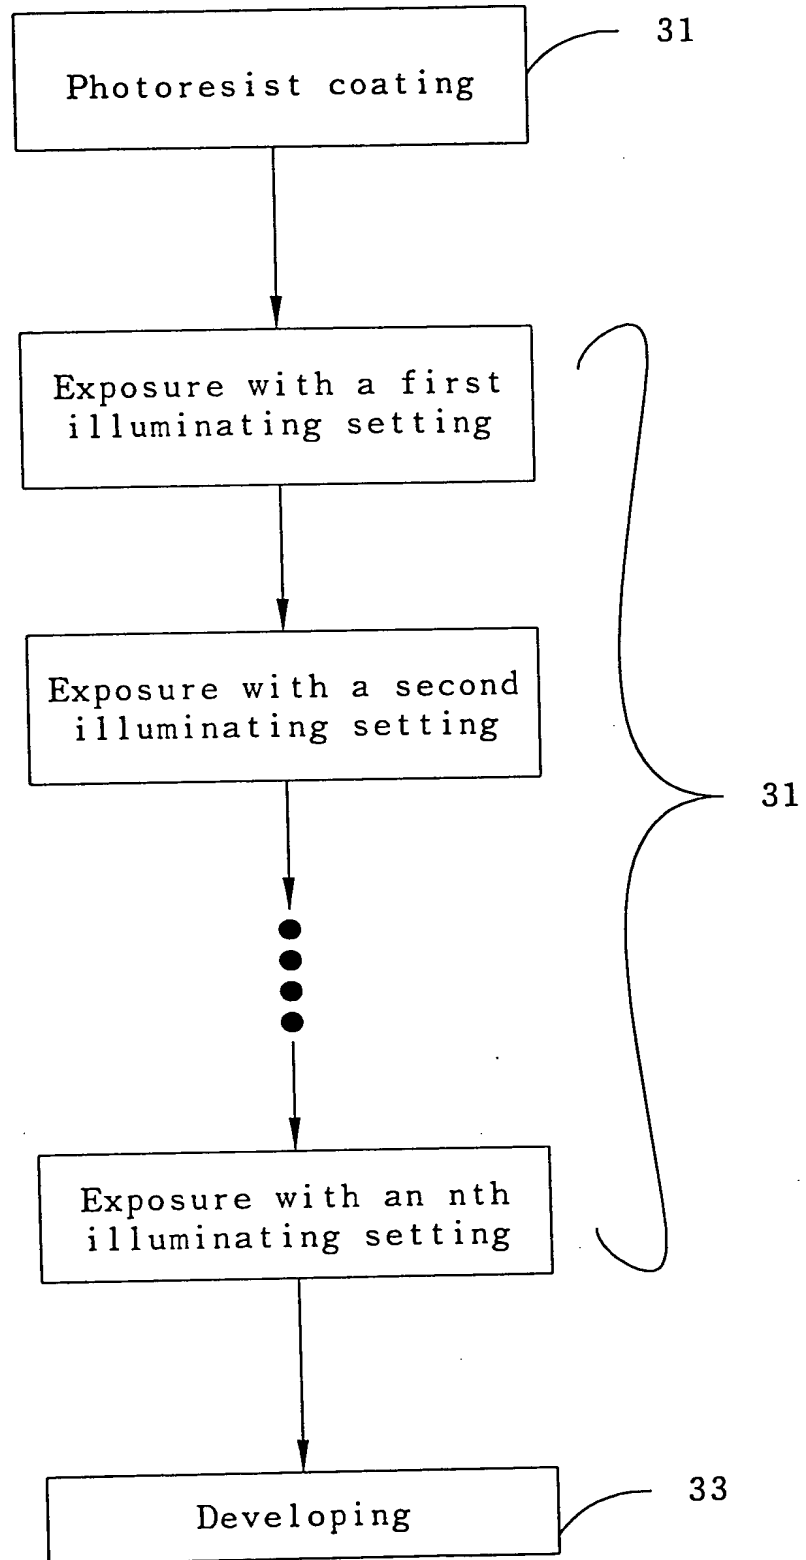 Photoresist coating
31
Exposure with a first
illuminating setting
Exposure with a second
illuminating setting
31
Exposure with an nth
illuminating setting
Developing
33